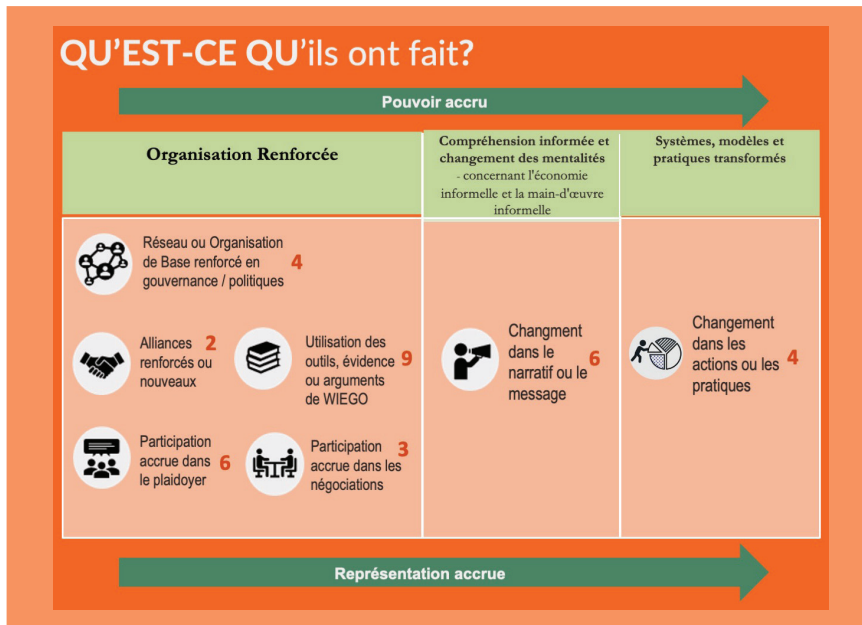 QU'EST-CE QU'ils ont fait?
Pouvoir accru
Organisation Renforcée
Compréhension informée et
changement des mentalités
- concernant l'économie
informelle et la main-d'œuvre
informelle
Systèmes, modèles et
pratiques transformés
Réseau ou Organisation
de Base renforcé en
gouvernance / politiques
4
Alliances
renforcés ou
nouveaux
2
Utilisation des
outils, évidence
ou arguments
de WIEGO
9
Participation
accrue dans
le plaidoyer
6
Participation
accrue dans les
négociations
3
Changment
dans le
narratif ou le
message
6
Changement
dans les
actions ou les
pratiques
4
Représentation accrue